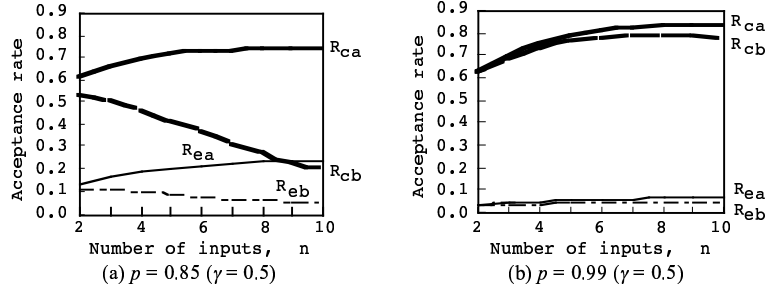 0.9
0.8
0.7
0.6
0.5
0.4
0.3
0.2
0.1
0.0
Acceptance rate
2 4 6 8 10
Number of inputs, n
Rca
Rcb
Rea
Reb
(a) p = 0.85 (γ = 0.5)
0.9
0.8
0.7
0.6
0.5
0.4
0.3
0.2
0.1
0.0
Acceptance rate
2 4 6 8 10
Number of inputs, n
Rca
Rcb
Rea
Reb
(b) p = 0.99 (γ = 0.5)